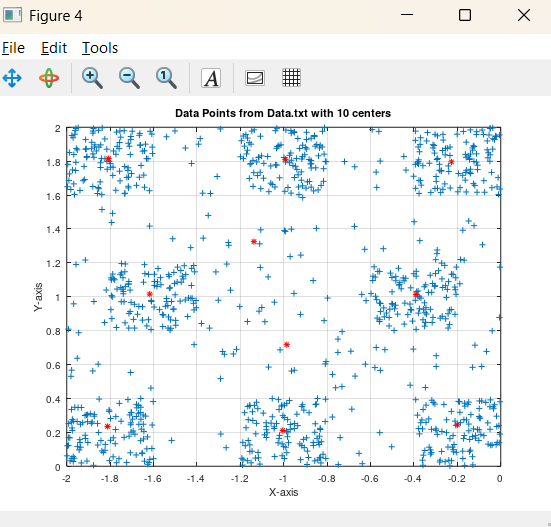 Figure 4
File Edit Tools
1 A
Data Points from Data.txt with 10 centers
2
1.8
1.6
1.4
1.2
1
0.8
0.6
0.4
0.2
0
Y-axis
-2 -1.8 -1.6 -1.4 -1.2 -1 -0.8 -0.6 -0.4 -0.2 0
X-axis